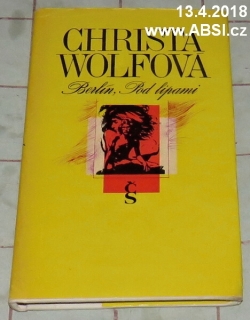 13.4.2018
www.ABSI.cz
CHRISTA
WOLFOVÁ
Berlín, Pod lipami
čs